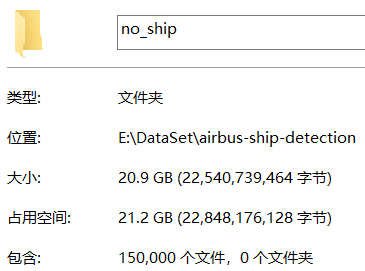 no_ship
类型: 文件夹
位置: E:\DataSet\airbus-ship-detection
大小: 20.9 GB (22,540,739,464 字节)
占用空间: 21.2 GB (22,848,176,128 字节)
包含: 150,000 个文件，0 个文件夹